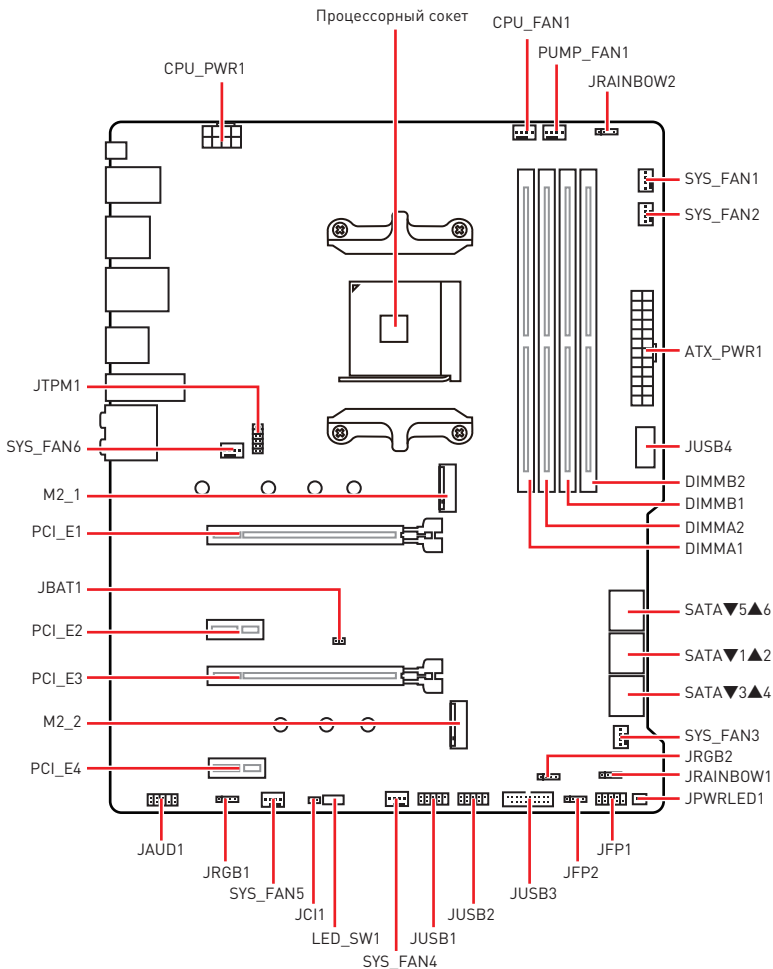 Процессорный сокет
CPU_FAN1
PUMP_FAN1
CPU_PWR1
JRAINBOW2
SYS_FAN1
SYS_FAN2
ATX_PWR1
JTPM1
SYS_FAN6
JUSB4
M2_1
DIMMB2
DIMMB1
PCI_E1
DIMMA2
DIMMA1
JBAT1
SATA▼5▲6
PCI_E2
SATA▼1▲2
PCI_E3
SATA▼3▲4
M2_2
SYS_FAN3
JRGB2
PCI_E4
JRAINBOW1
JPWRLED1
JAUD1
JRGB1
SYS_FAN5
JCI1
LED_SW1
SYS_FAN4
JUSB1
JUSB2
JUSB3
JFP2
JFP1